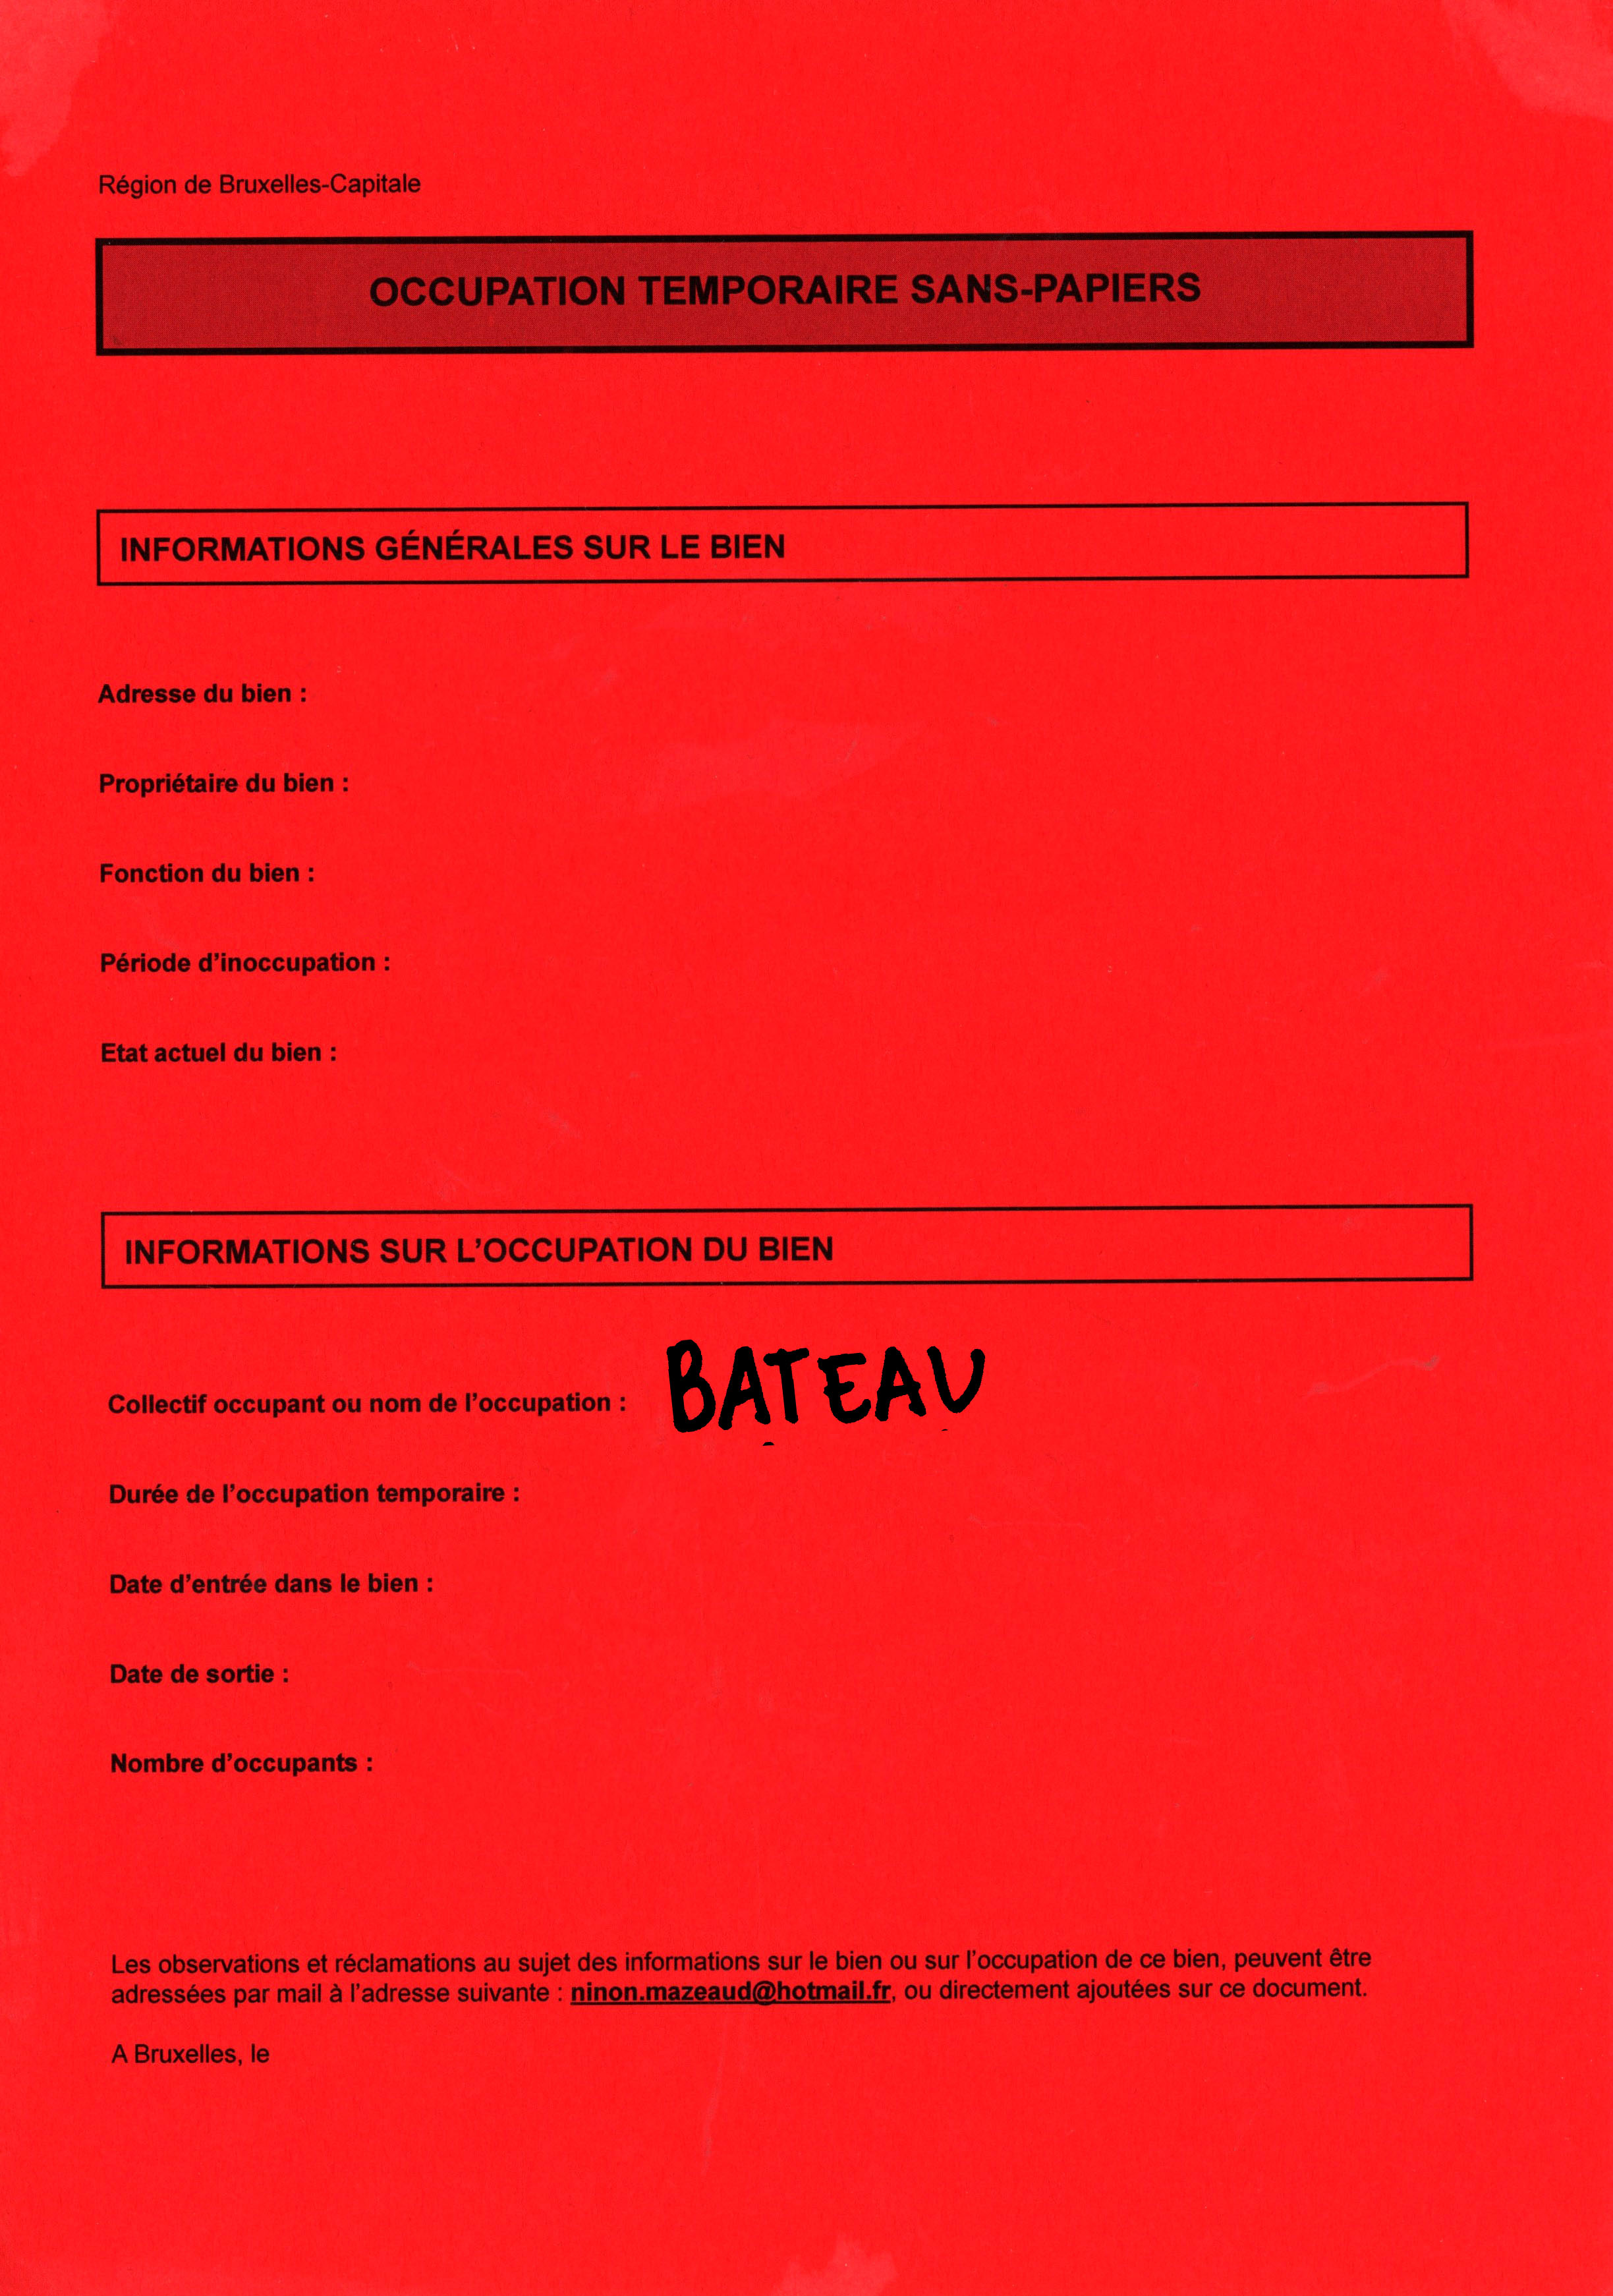 Région de Bruxelles-Capitale
OCCUPATION TEMPORAIRE SANS-PAPIERS
INFORMATIONS GÉNÉRALES SUR LE BIEN
Adresse du bien :
Propriétaire du bien :
Fonction du bien :
Période d'inoccupation :
Etat actuel du bien :
INFORMATIONS SUR L'OCCUPATION DU BIEN
Collectif occupant ou nom de l'occupation : BATEAU
Durée de l'occupation temporaire :
Date d'entrée dans le bien :
Date de sortie :
Nombre d'occupants :
Les observations et réclamations au sujet des informations sur le bien ou sur l'occupation de ce bien, peuvent être
adressées par mail à l'adresse suivante : ninon.mazeaud@hotmail.fr, ou directement ajoutées sur ce document.
A Bruxelles, le